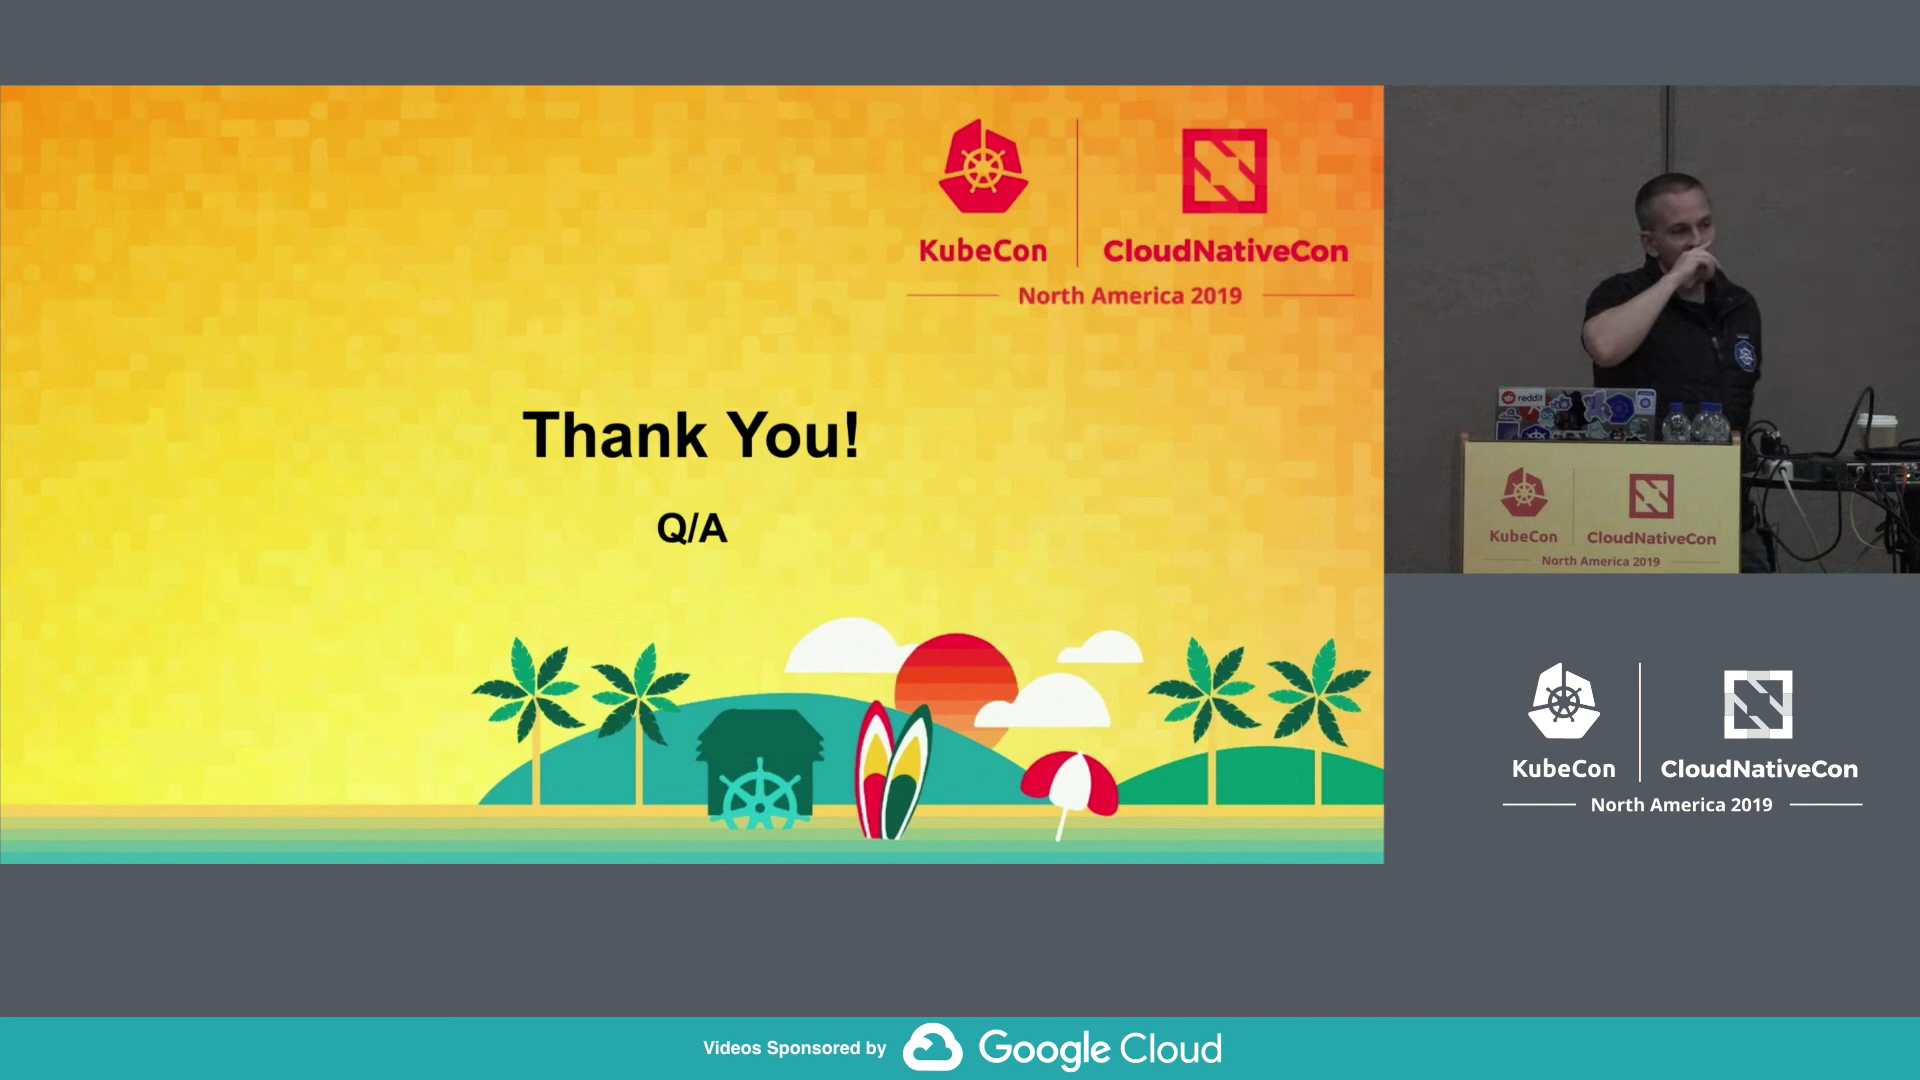 KubeCon
CloudNativeCon
North America 2019
Thank You!
Q/A
reddit
KubeCon
CloudNativeCon
North America 2019
KubeCon
CloudNativeCon
North America 2019
Videos Sponsored by
Google Cloud